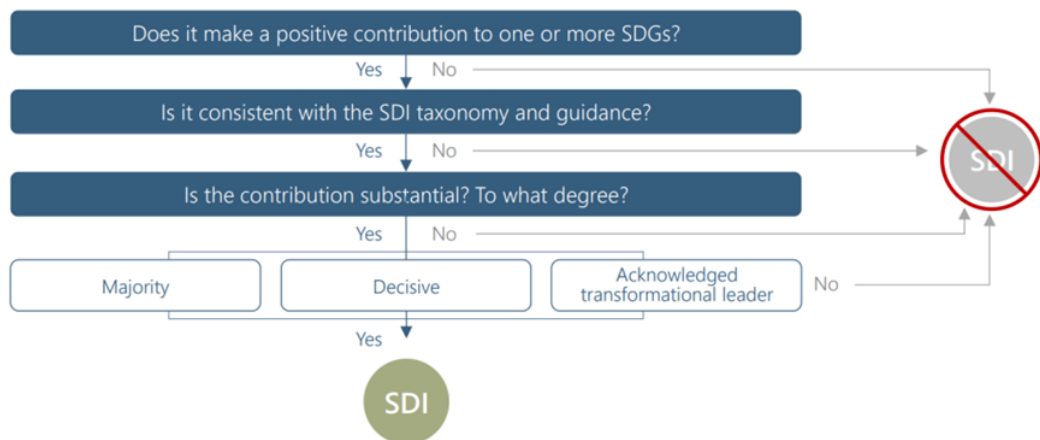 Does it make a positive contribution to one or more SDGs?
Yes No
Is it consistent with the SDI taxonomy and guidance?
Yes No
SDI
Is the contribution substantial? To what degree?
Yes No
Majority
Decisive
Acknowledged
transformational leader
No
Yes
SDI